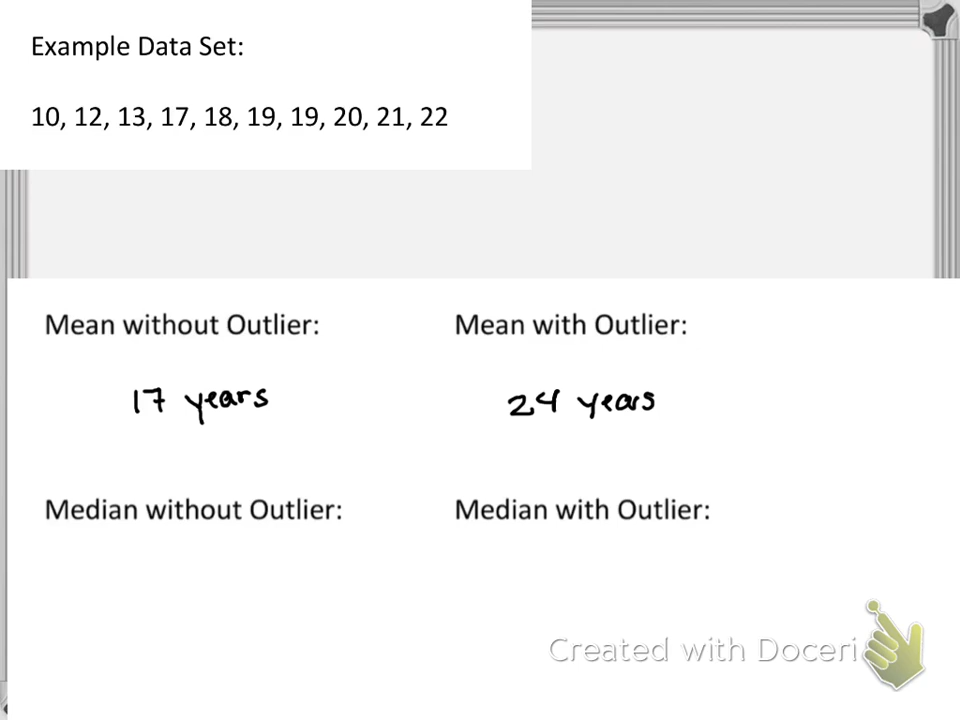 Example Data Set:
10, 12, 13, 17, 18, 19, 19, 20, 21, 22
Mean without Outlier:
Mean with Outlier:
17 years
24 years
Median without Outlier:
Median with Outlier:
Created with Doceri